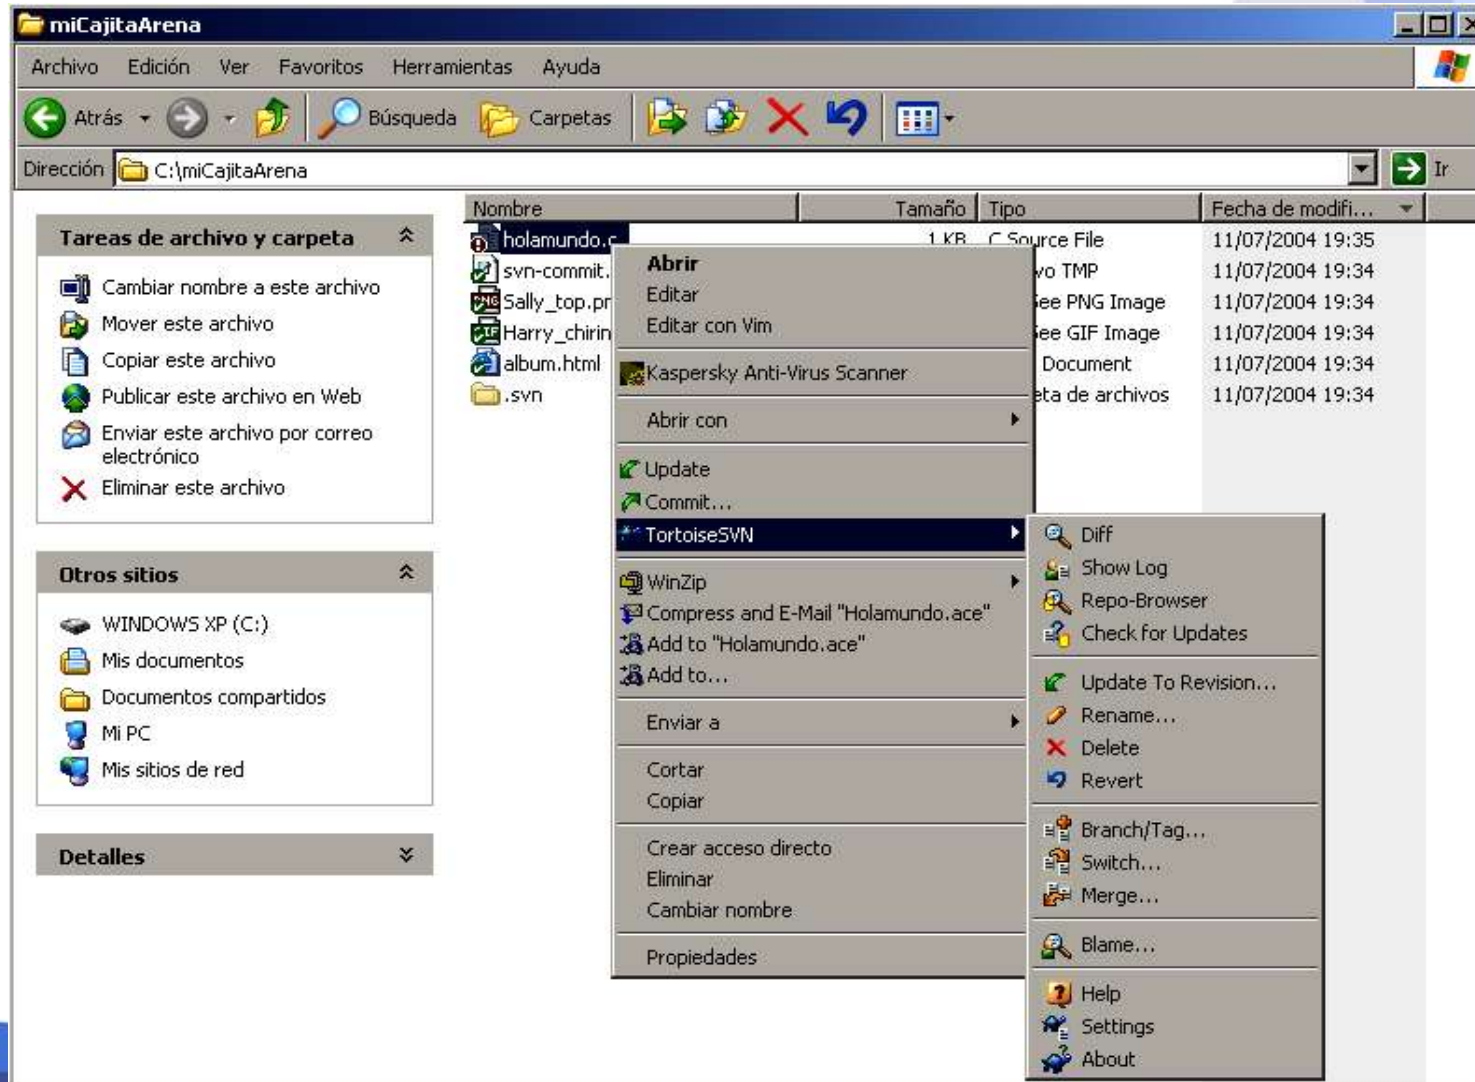 miCajitaArena
Archivo Edición Ver Favoritos Herramientas Ayuda
Atrás Búsqueda Carpetas
Dirección C:\miCajitaArena Ir
Tareas de archivo y carpeta
Cambiar nombre a este archivo
Mover este archivo
Copiar este archivo
Publicar este archivo en Web
Enviar este archivo por correo
electrónico
Eliminar este archivo
Otros sitios
WINDOWS XP (C:)
Mis documentos
Documentos compartidos
Mi PC
Mis sitios de red
Detalles
Nombre Tamaño Tipo Fecha de modifi...
holamundo.c 1 KB C Source File 11/07/2004 19:35
svn-commit. vo TMP 11/07/2004 19:34
Sally_top.pr See PNG Image 11/07/2004 19:34
Harry_chirin See GIF Image 11/07/2004 19:34
album.html Document 11/07/2004 19:34
.svn eta de archivos 11/07/2004 19:34
Abrir
Editar
Editar con Vim
Kaspersky Anti-Virus Scanner
Abrir con
Update
Commit...
TortoiseSVN
WinZip
Compress and E-Mail "Holamundo.ace"
Add to "Holamundo.ace"
Add to...
Enviar a
Cortar
Copiar
Crear acceso directo
Eliminar
Cambiar nombre
Propiedades
Diff
Show Log
Repo-Browser
Check for Updates
Update To Revision...
Rename...
Delete
Revert
Branch/Tag...
Switch...
Merge...
Blame...
Help
Settings
About